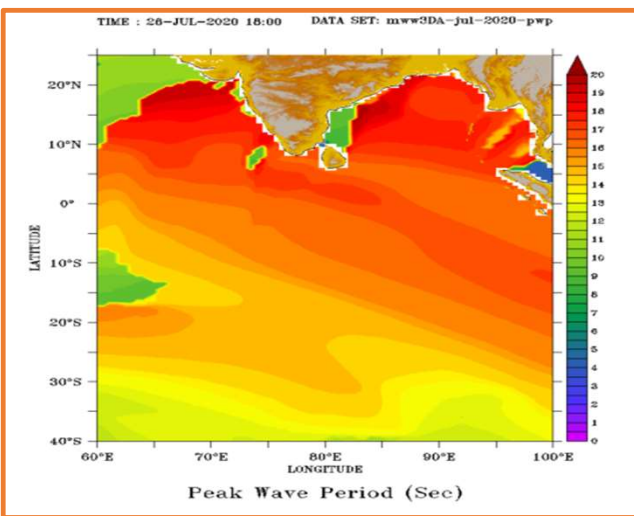 TIME : 26-JUL-2020 18:00 DATA SET: mww3DA-jul-2020-pwp
20°N
10°N
0°
10°S
20°S
30°S
40°S
LATITUDE
60°E 70°E 80°E 90°E 100°E
LONGITUDE
20
19
18
17
16
15
14
13
12
11
10
9
8
7
6
5
4
3
2
1
0
Peak Wave Period (Sec)